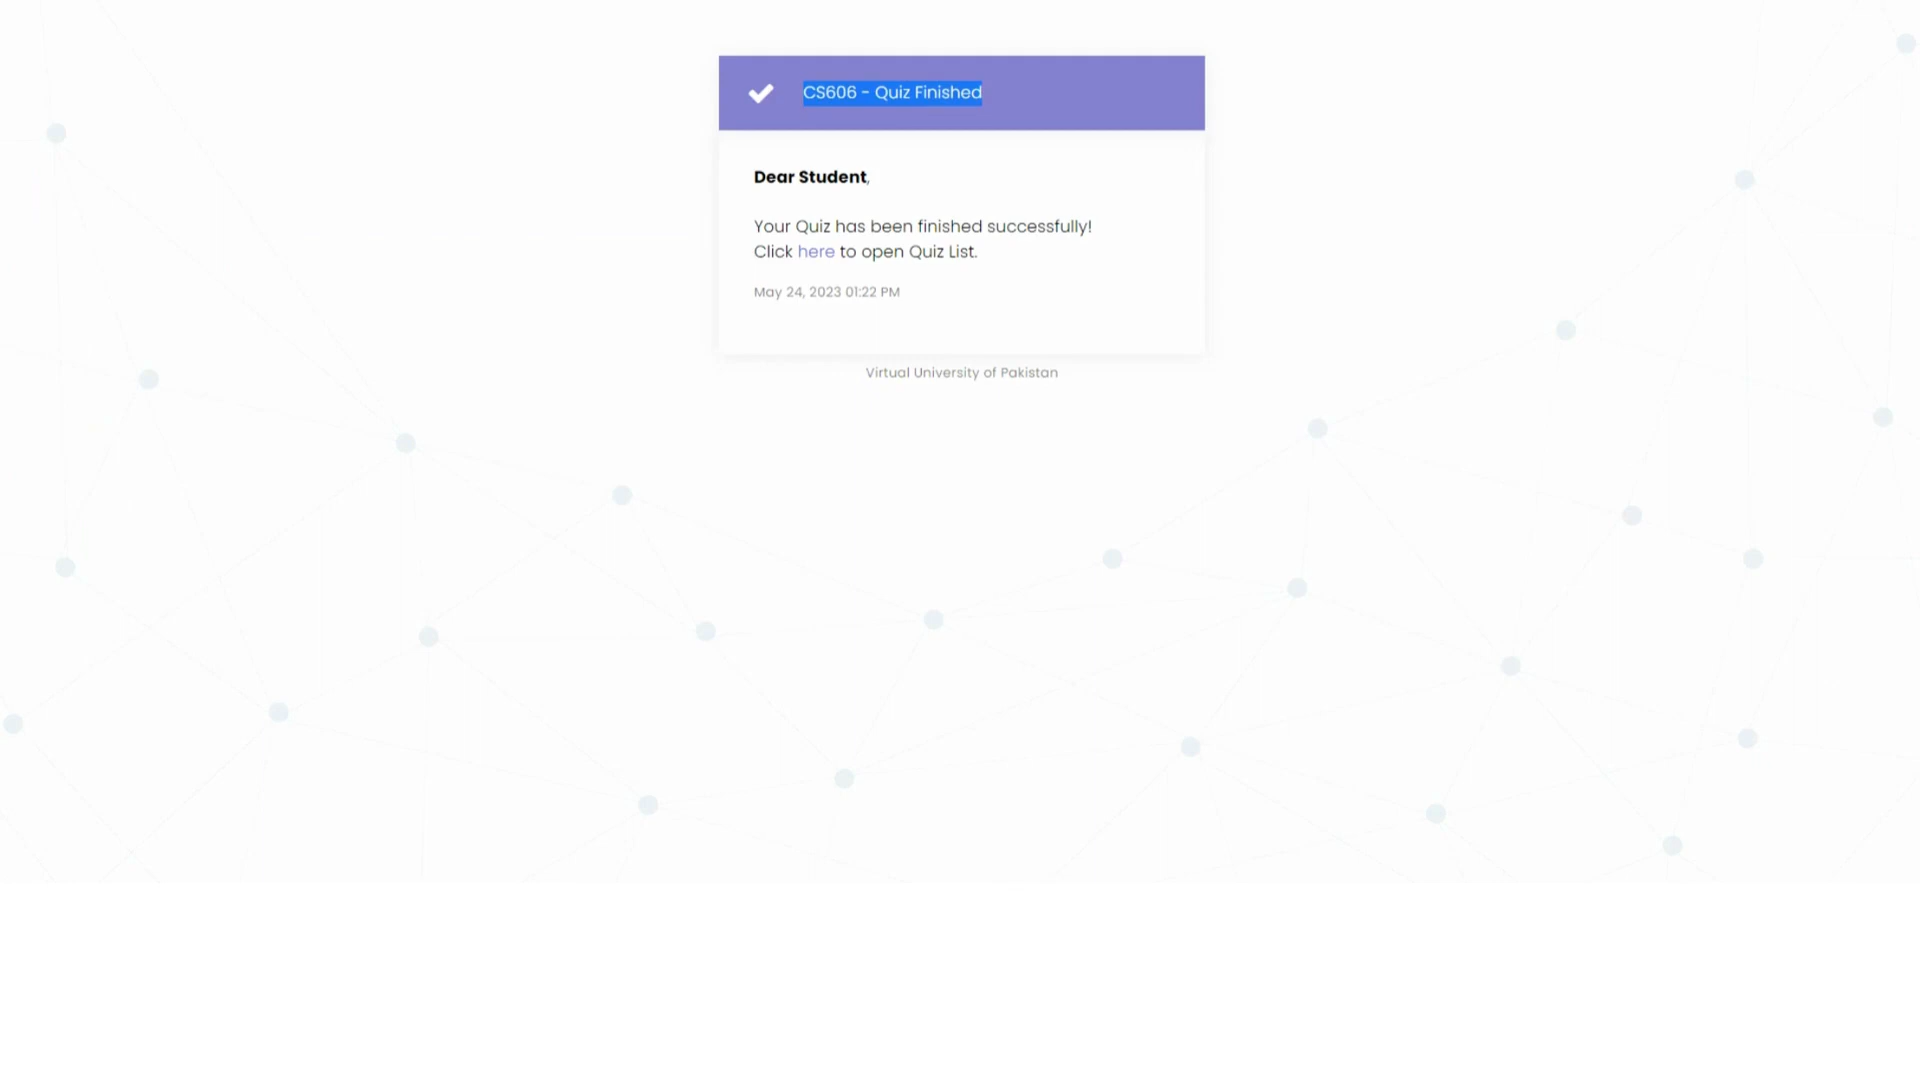 CS606 - Quiz Finished
Dear Student,
Your Quiz has been finished successfully!
Click here to open Quiz List.
May 24, 2023 01:22 PM
Virtual University of Pakistan